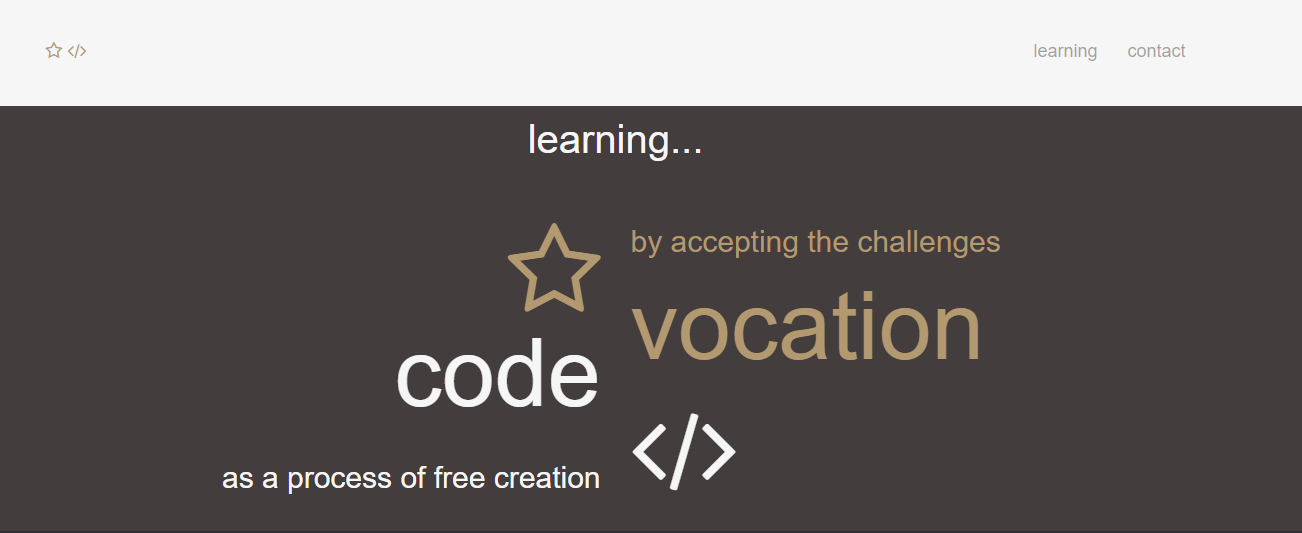 learning
contact
learning...
by accepting the challenges
vocation
code
as a process of free creation